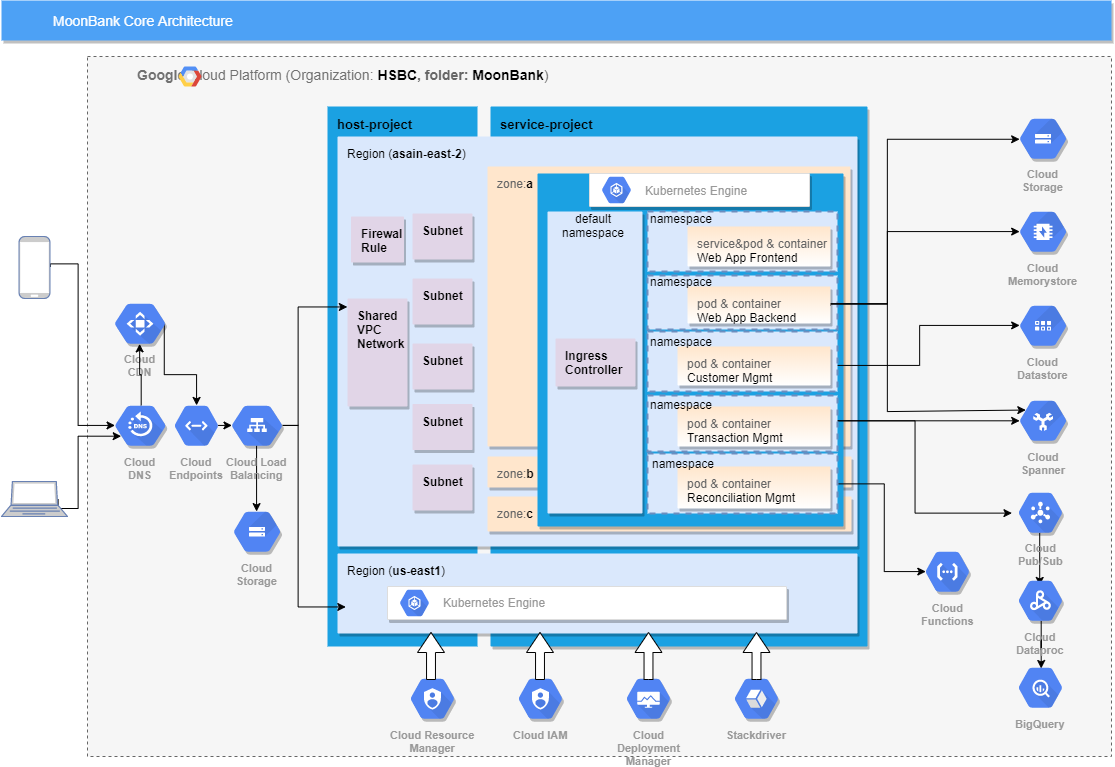 MoonBank Core Architecture
Google Cloud Platform (Organization: HSBC, folder: MoonBank)
host-project
service-project
Region (asain-east-2)
zone:a
Kubernetes Engine
default
namespace
namespace
service&pod & container
Web App Frontend
namespace
pod & container
Web App Backend
namespace
pod & container
Customer Mgmt
namespace
pod & container
Transaction Mgmt
namespace
pod & container
Reconciliation Mgmt
Ingress
Controller
zone:b
zone:c
Firewal
Rule
Subnet
Subnet
Shared
VPC
Network
Subnet
Subnet
Subnet
Region (us-east1)
Kubernetes Engine
Cloud
CDN
DNS
Cloud
DNS
Cloud
Endpoints
Cloud Load
Balancing
Cloud
Storage
Cloud
Storage
Cloud
Memorystore
Cloud
Datastore
Cloud
Spanner
Cloud
Pub/Sub
Cloud
Functions
Cloud
Dataproc
BigQuery
Cloud Resource
Manager
Cloud IAM
Cloud
Deployment
Manager
Stackdriver